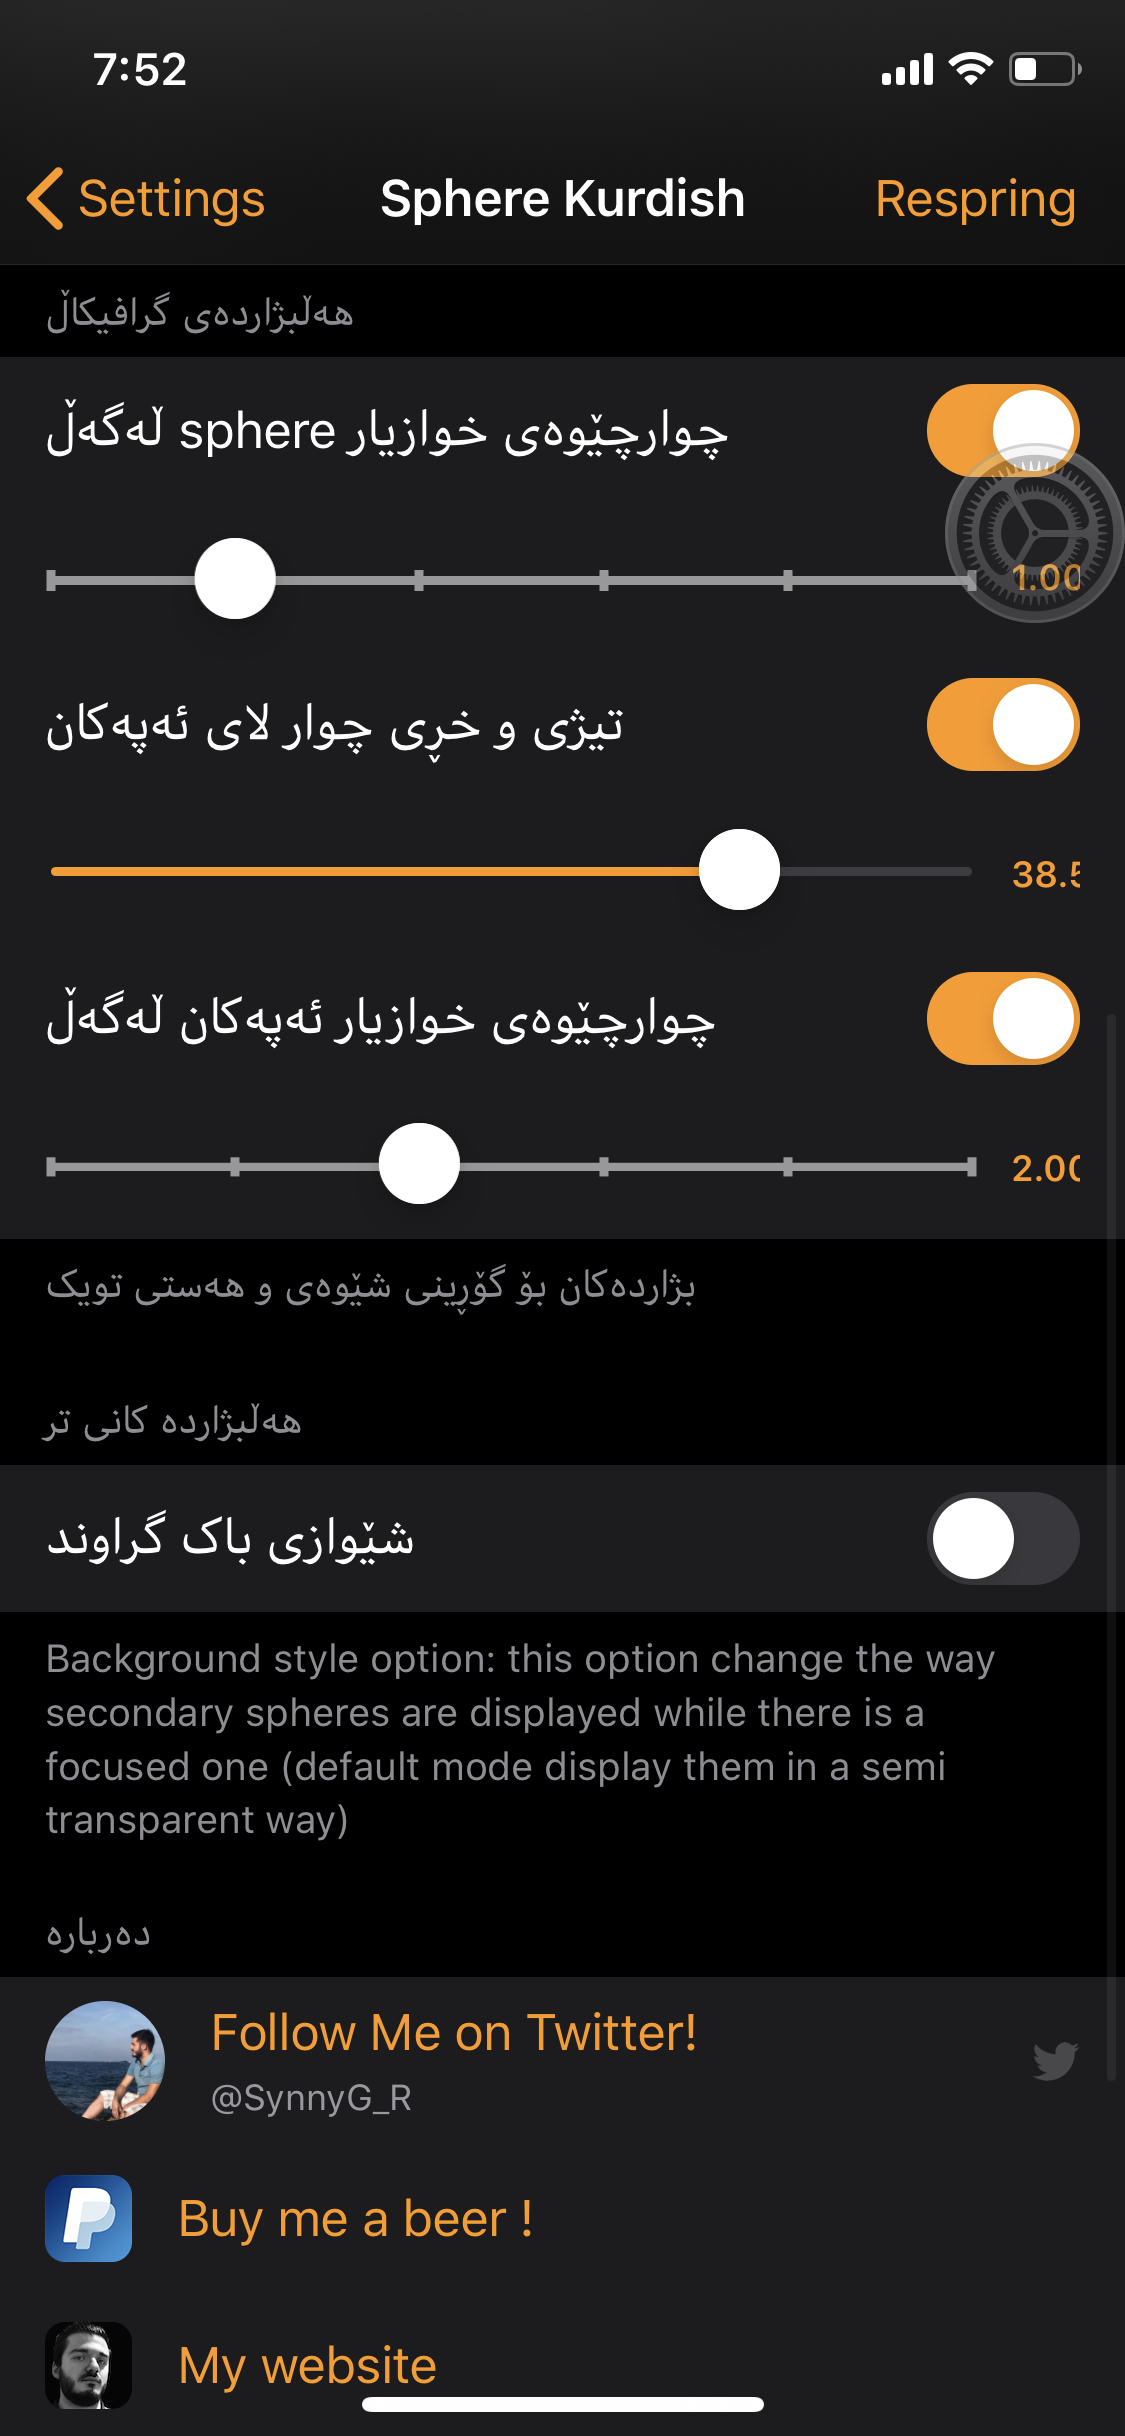 7:52
Settings
Sphere Kurdish
Respring
هەڵبژاردەی گرافیکاڵ
چوارچێوەی خوازیار sphere ڵەگەڵ
1.00
تیژی و خڕی چوار لای ئەپەکان
38.5
چوارچێوەی خوازیار ئەپەکان ڵەگەڵ
2.00
بژاردەکان بۆ گۆڕینی شێوەی و هەستی تویک
هەڵبژاردە کانی تر
شێوازی باک گراوند
Background style option: this option change the way
secondary spheres are displayed while there is a
focused one (default mode display them in a semi
transparent way)
دەربارە
Follow Me on Twitter!
@SynnyG_R
Buy me a beer !
My website